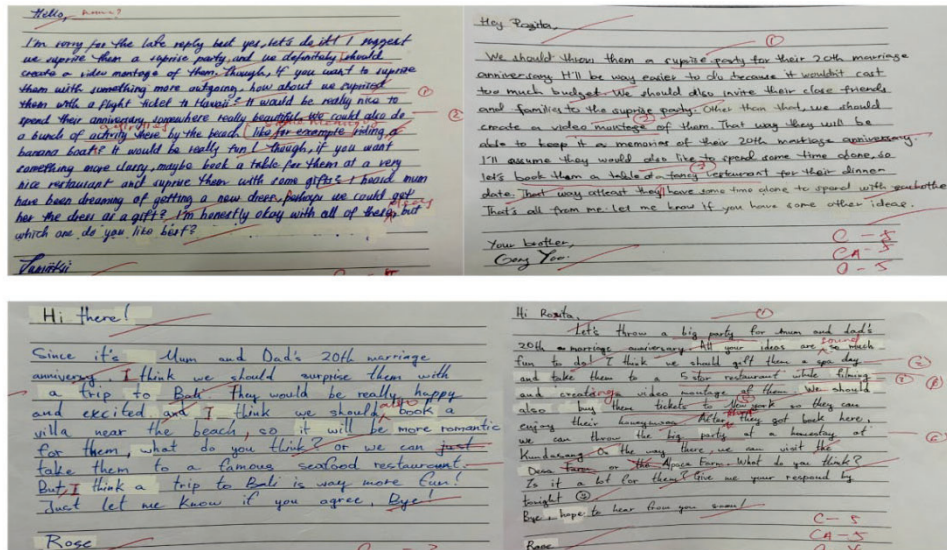 Hello, name?
I'm sorry for the late reply but yes, let's do it! I suggest
we suprise them a suprise party, and we definitely should
create a video montage of them. Though, if you want to suprise
them with something more outgoing, how about we suprised
them with a flight ticket to Hawaii? It would be really nice to
spend their anniversary somewhere really beautiful. We could also do
a bunch of activity there by the beach, like for example riding a
banana boat? It would be really fun! Though, if you want
something more classy, maybe book a table for them at a very
nice restaurant and suprise them with some gifts? I heard mum
have been dreaming of getting a new dress, perhaps we could get
her the dress as a gift? I'm honestly okay with all of these, but
which one do you like best?
Hey Rozita,
We should throw them a suprise party for their 20th marriage
anniversary. It'll be way easier to do because it wouldn't cost
too much budget. We should also invite their close friends
and families to the suprise party. Other than that, we should
create a video of them. That way they will be
able to keep it a memories of their 20th marriage anniversary.
I'll assume they would also like to spend some time alone, so
let's book them a table at a fancy restaurant for their dinner
date. That way atleast they have some time alone to spend with
That's all from me. Let me know if you have some other ideas.
Your brother,
Gong Yoo.
C - 5
CA - 5
O - 5
Hi there!
Since it's Mum and Dad's 20th marriage
anniversy. I think we should surprise them with
a trip to Bali. They would be really happy
and excited and I think we should also book a
villa near the beach, so it will be more romantic
for them, what do you think? or we can just
take them to a famous seafood restaurount.
But, I think a trip to Bali is way more fun!
Just let me know if you agree, Bye!
Rose
Hi Rozita,
Let's throw a big party for mum and dad's
20th marriage anniversary. All your ideas are sound so much
fun to do! I think we should gift them a spa day
and take them to a 5 star restaurant while filming
and creating a video montage of them. We should
also buy them tickets to New york so they can
enjoy their honeymoon. After they got back here,
we can throw the big party at a homestay at
Kundasang. On the way there, we can visit the
Farm or the Alpaca Farm. What do you think?
Is it a lot for them? Give me your respond by
tonight
Bye, hope to hear from you soon!
Rose
C - 5
CA - 5